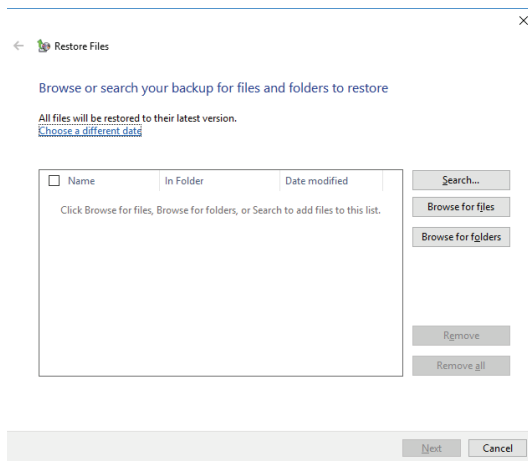 Restore Files
Browse or search your backup for files and folders to restore
All files will be restored to their latest version.
Choose a different date
Name In Folder Date modified
Click Browse for files, Browse for folders, or Search to add files to this list.
Search...
Browse for files
Browse for folders
Remove
Remove all
Next Cancel